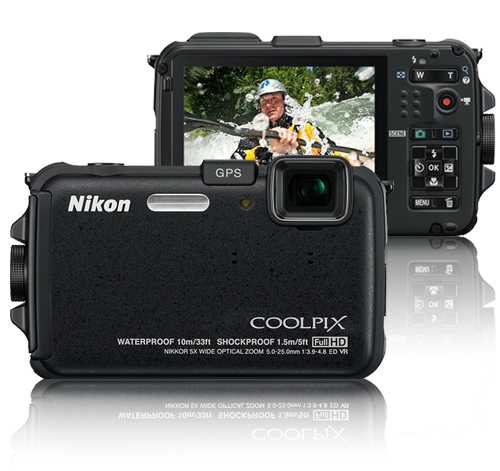 W T
SCENE
OK
MENU
GPS
Nikon
COOLPIX
WATERPROOF 10m/33ft SHOCKPROOF 1.5m/5ft Full HD
NIKKOR 5X WIDE OPTICAL ZOOM 5.0-25.0mm 1:3.9-4.8 ED VR